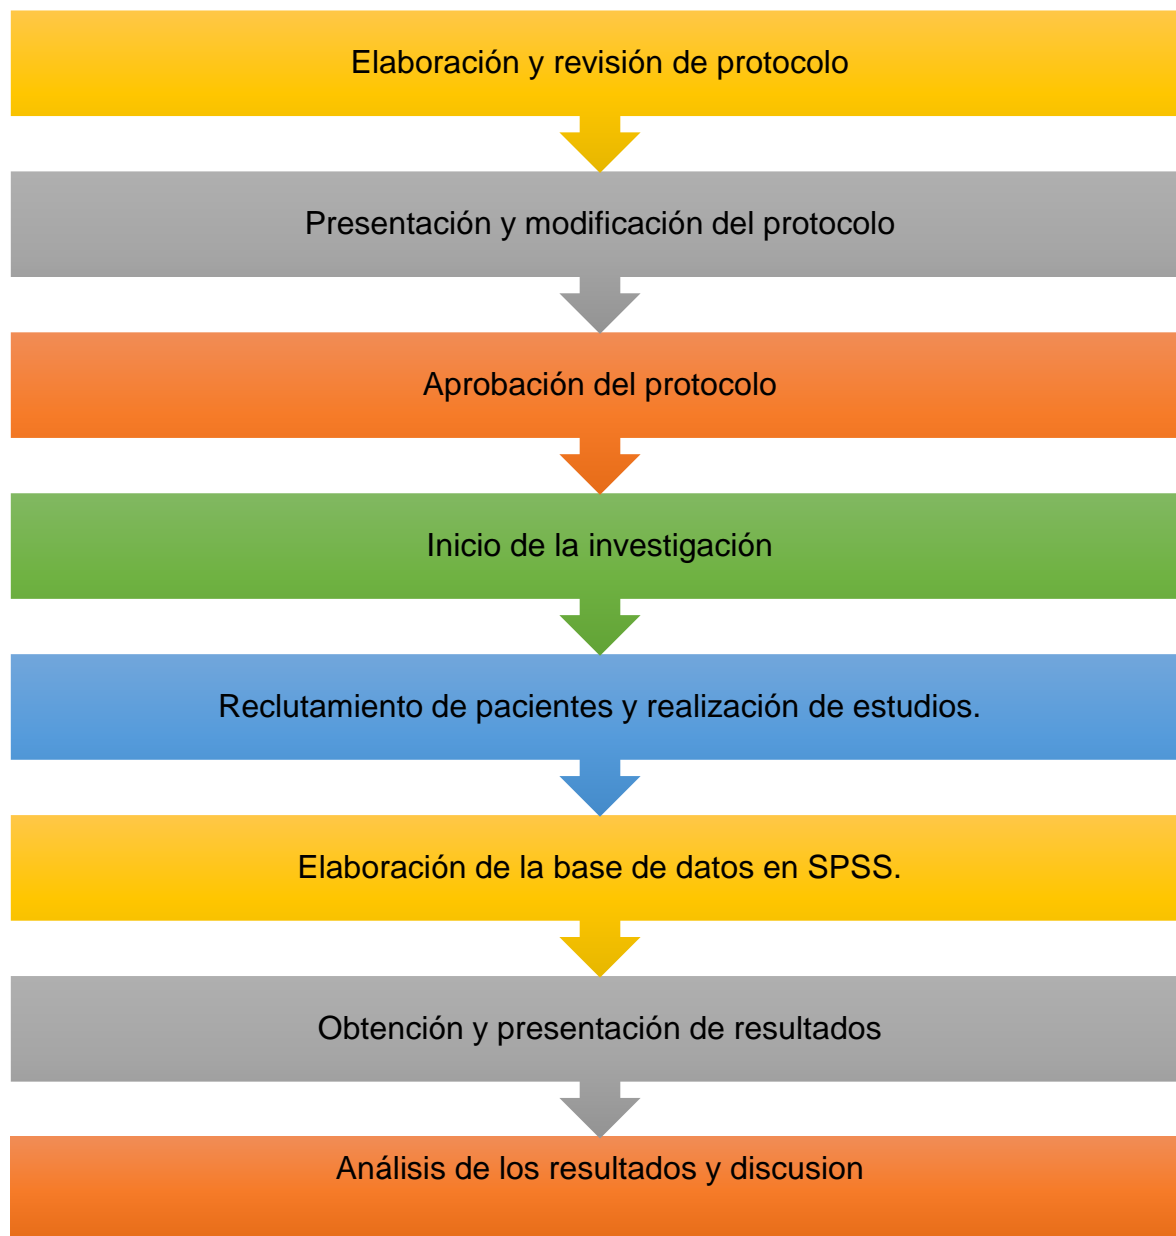 Elaboración y revisión de protocolo
Presentación y modificación del protocolo
Aprobación del protocolo
Inicio de la investigación
Reclutamiento de pacientes y realización de estudios.
Elaboración de la base de datos en SPSS.
Obtención y presentación de resultados
Análisis de los resultados y discusion